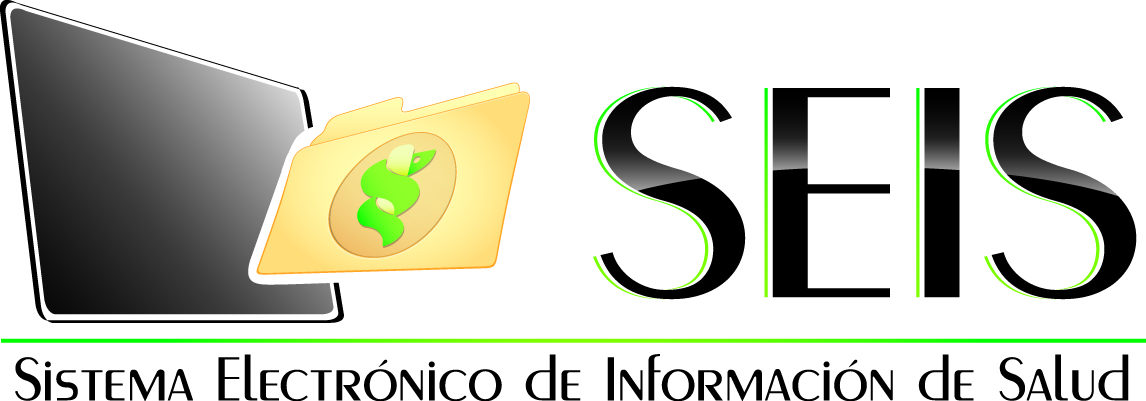 SEIS
Sistema Electrónico de Información de Salud